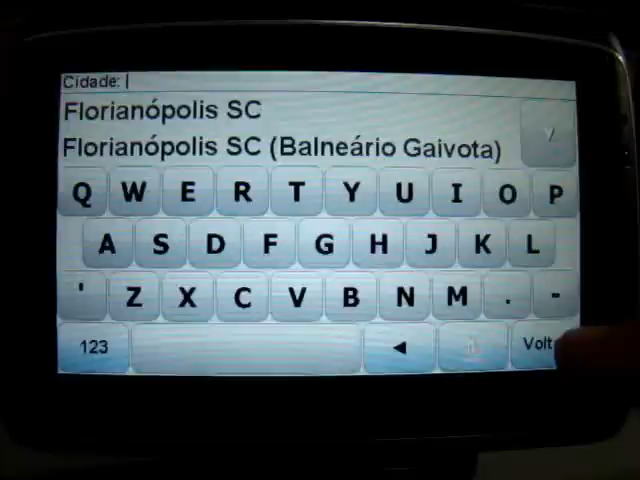 Cidade:
Florianópolis SC
Florianópolis SC (Balneário Gaivota)
Q W E R T Y U I O P
A S D F G H J K L
' Z X C V B N M . -
123 ◄ Volt